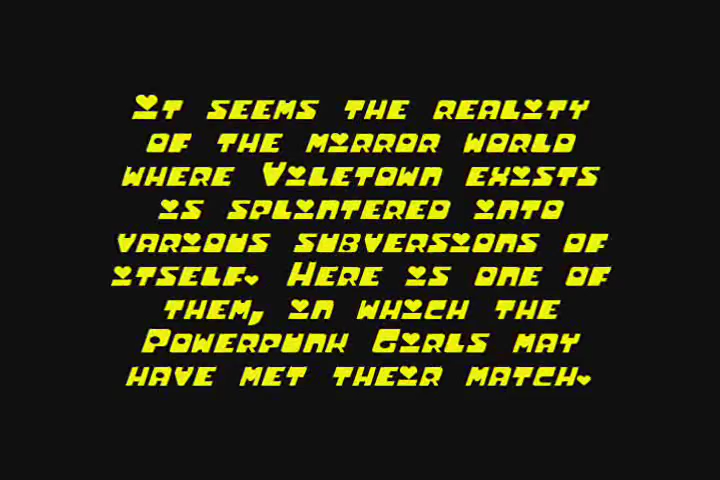 It seems the reality
of the mirror world
where Viletown exists
is splintered into
various subversions of
itself. Here is one of
them, in which the
Powerpunk Girls may
have met their match.